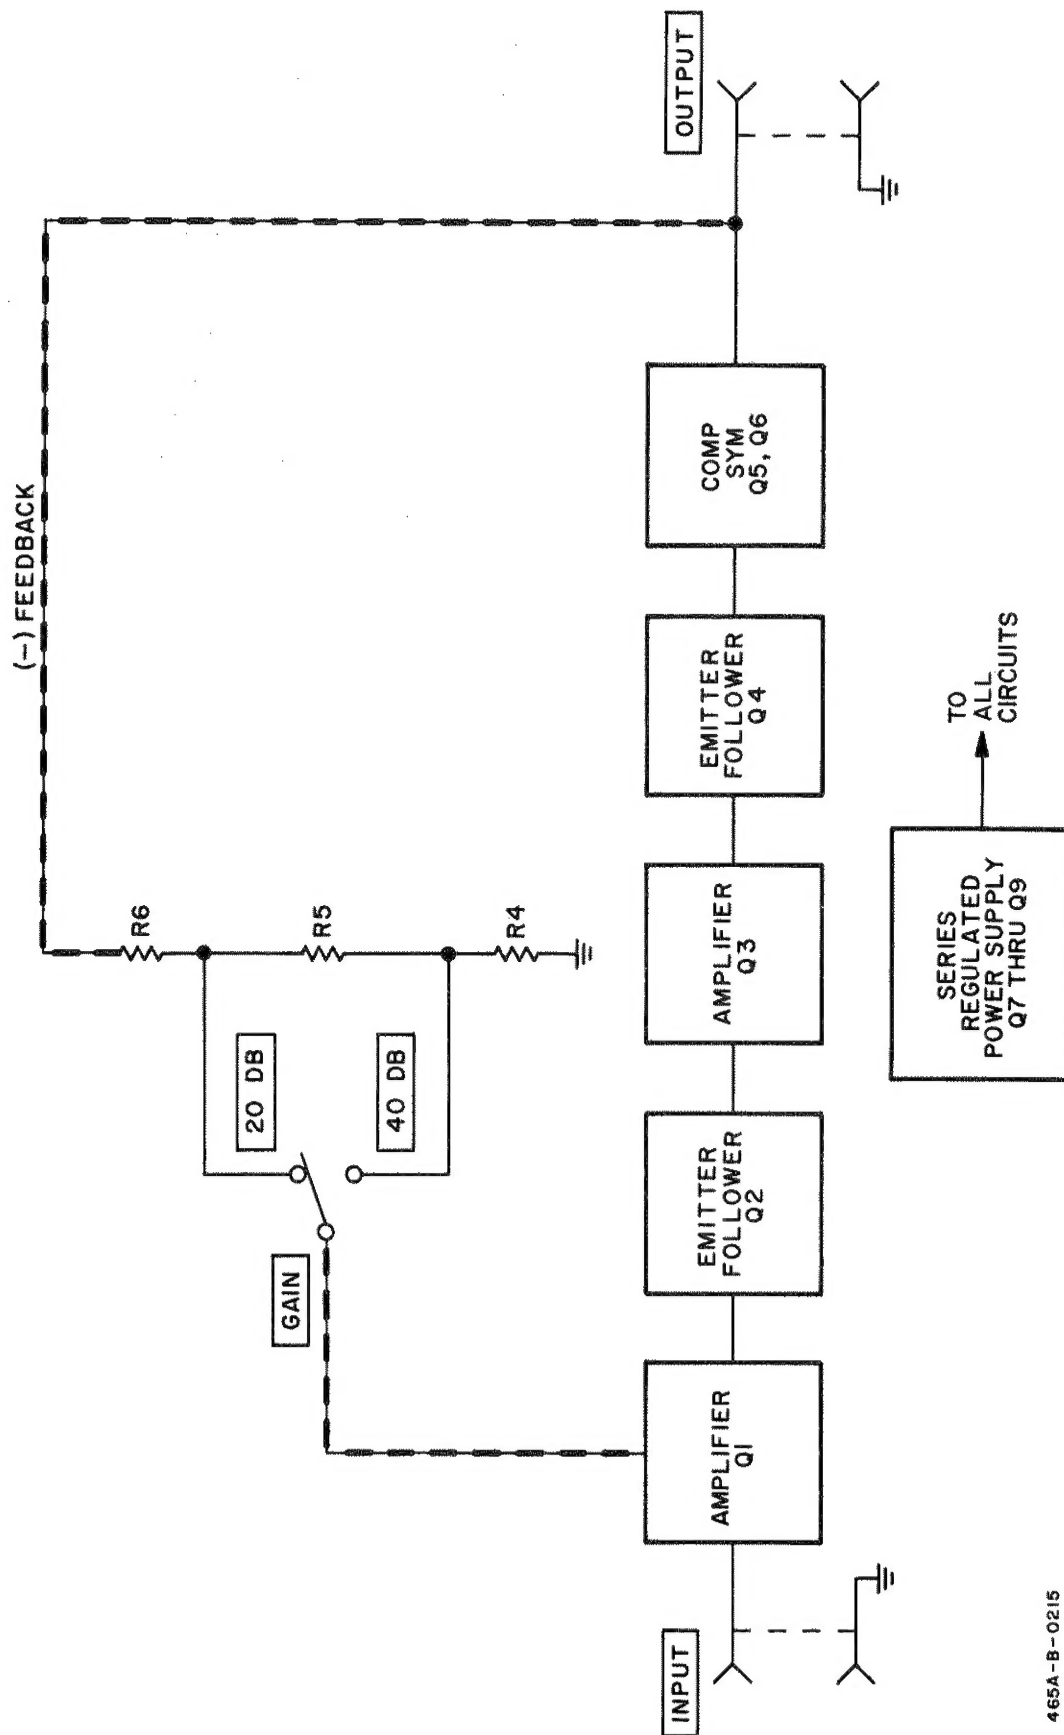 (—) FEEDBACK
R6
R5
R4
20 DB
40 DB
GAIN
INPUT
AMPLIFIER
Q1
EMITTER
FOLLOWER
Q2
AMPLIFIER
Q3
EMITTER
FOLLOWER
Q4
COMP
SYM
Q5, Q6
OUTPUT
SERIES
REGULATED
POWER SUPPLY
Q7 THRU Q9
TO
ALL
CIRCUITS
465A-B-0215